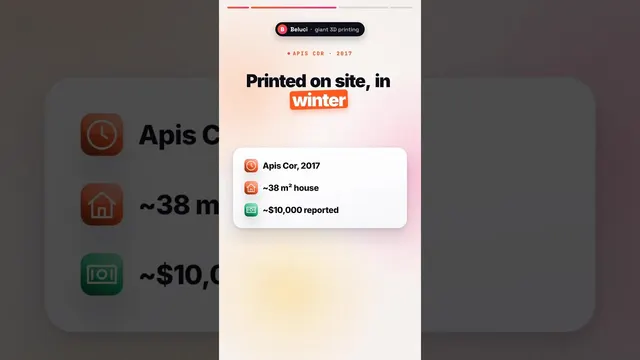 B Beluci · giant 3D printing
APIS COR · 2017
Printed on site, in
winter
Apis Cor, 2017
~38 m² house
~$10,000 reported
Apis C
~38 m
~$10,0